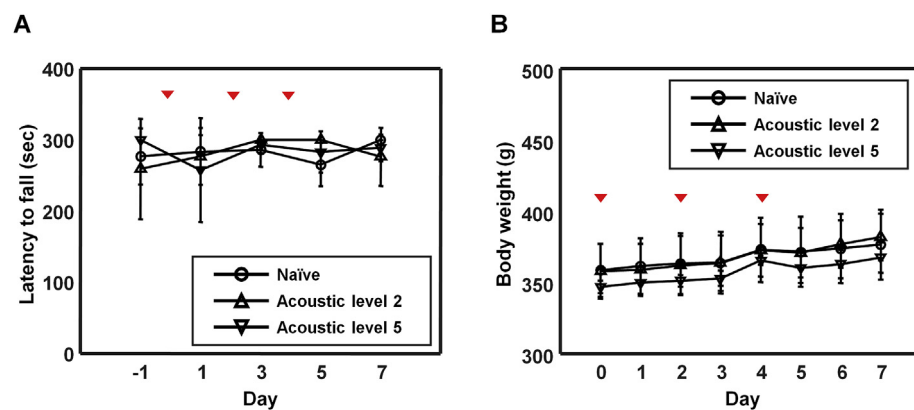 A
Latency to fall (sec)
400
300
200
100
0
-1 1 3 5 7
Day
Naïve
Acoustic level 2
Acoustic level 5
B
Body weight (g)
500
450
400
350
300
0 1 2 3 4 5 6 7
Day
Naïve
Acoustic level 2
Acoustic level 5